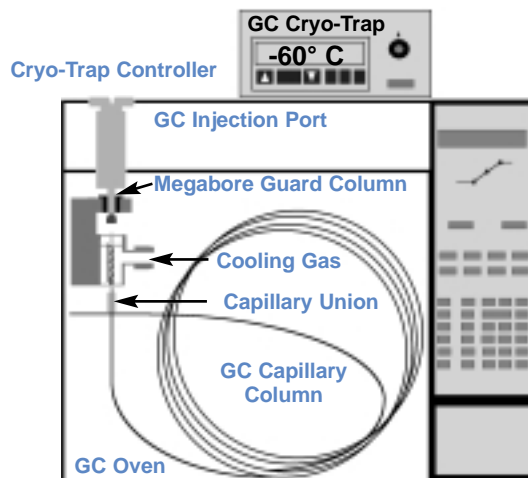 GC Cryo-Trap
-60° C
Cryo-Trap Controller
GC Injection Port
Megabore Guard Column
Cooling Gas
Capillary Union
GC Capillary
Column
GC Oven